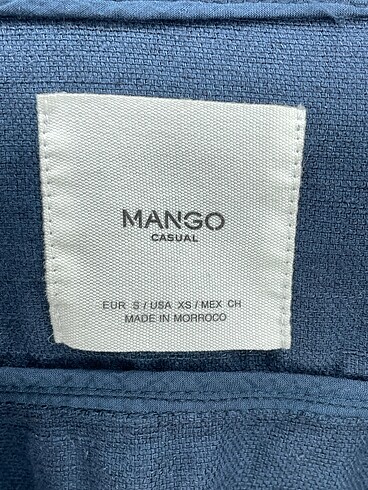 MANGO
CASUAL
EUR S / USA XS / MEX CH
MADE IN MORROCO